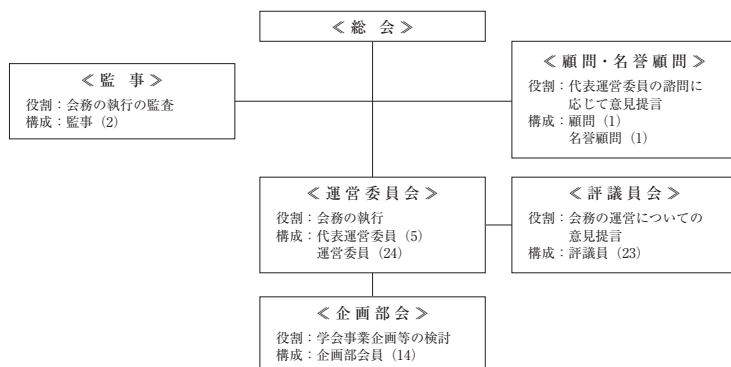 ≪総 会≫
≪監 事≫
役割：会務の執行の監査
構成：監事（2）
≪顧問・名誉顧問≫
役割：代表運営委員の諮問に
応じて意見提言
構成：顧問（1）
名誉顧問（1）
≪運営委員会≫
役割：会務の執行
構成：代表運営委員（5）
運営委員（24）
≪評議員会≫
役割：会務の運営についての
意見提言
構成：評議員（23）
≪企画部会≫
役割：学会事業企画等の検討
構成：企画部会員（14）